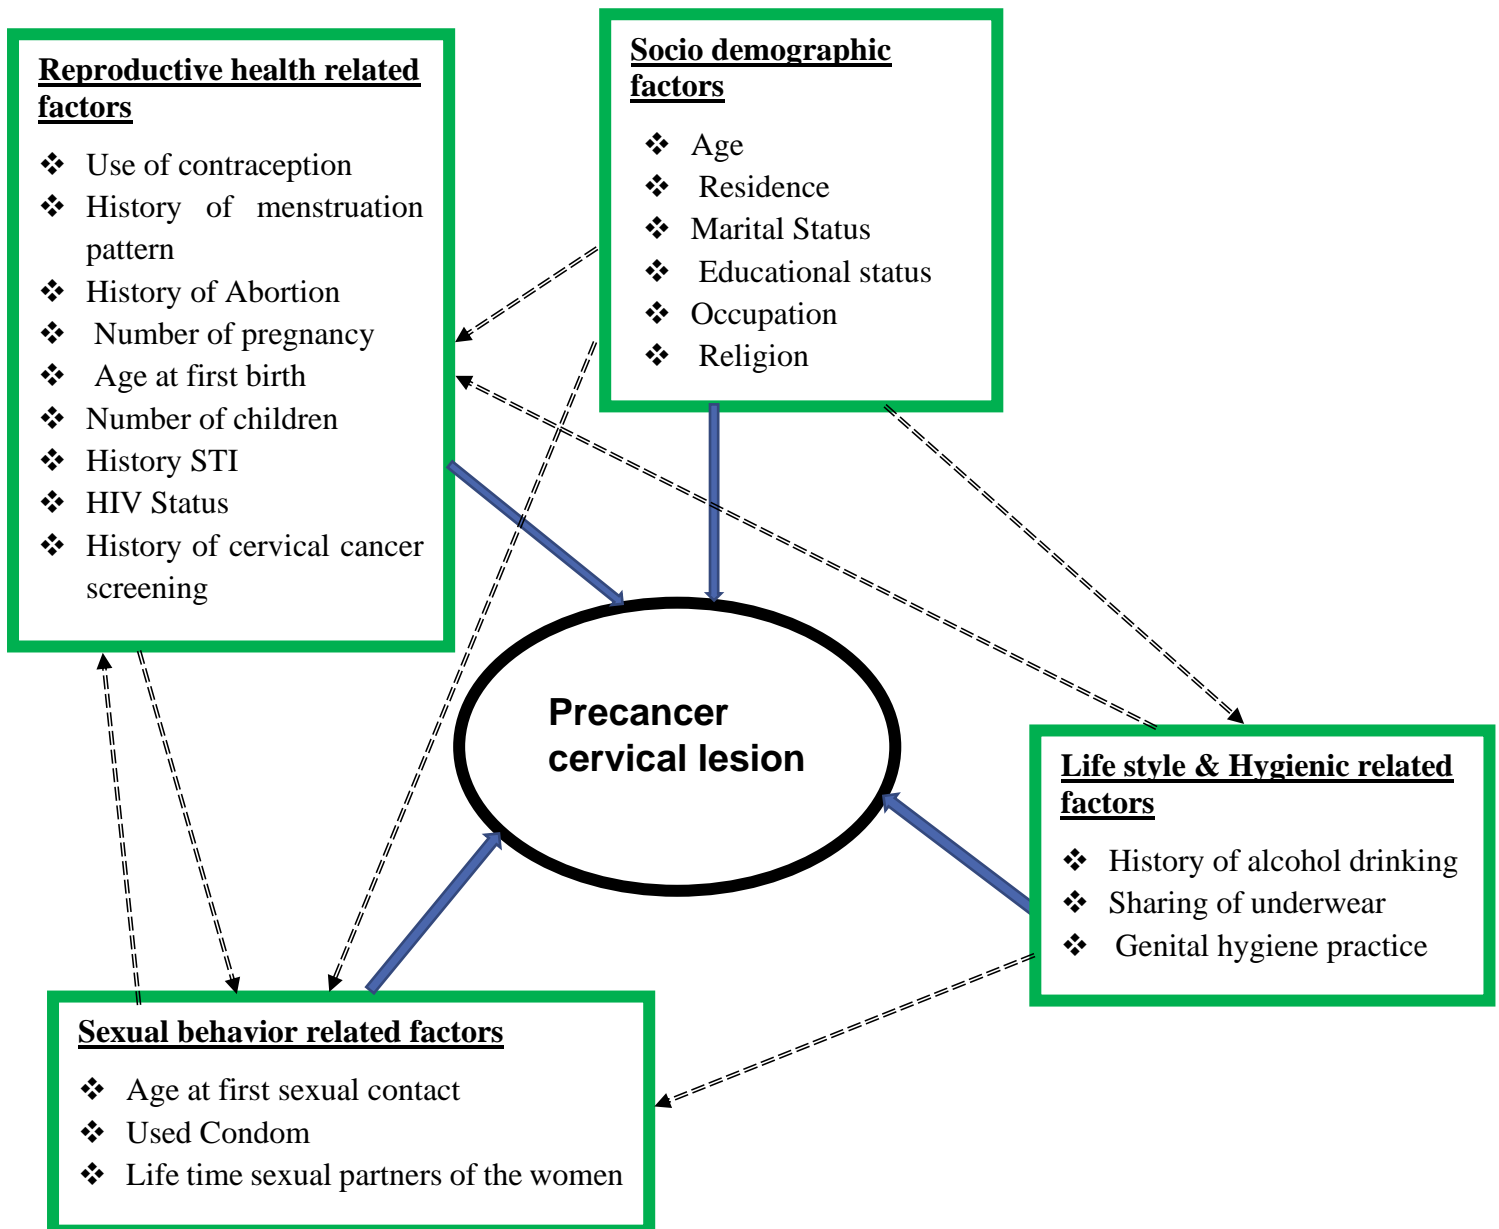 Reproductive health related
factors
❖ Use of contraception
❖ History of menstruation
pattern
❖ History of Abortion
❖ Number of pregnancy
❖ Age at first birth
❖ Number of children
❖ History STI
❖ HIV Status
❖ History of cervical cancer
screening
Socio demographic
factors
❖ Age
❖ Residence
❖ Marital Status
❖ Educational status
❖ Occupation
❖ Religion
Precancer
cervical lesion
Life style & Hygienic related
factors
❖ History of alcohol drinking
❖ Sharing of underwear
❖ Genital hygiene practice
Sexual behavior related factors
❖ Age at first sexual contact
❖ Used Condom
❖ Life time sexual partners of the women